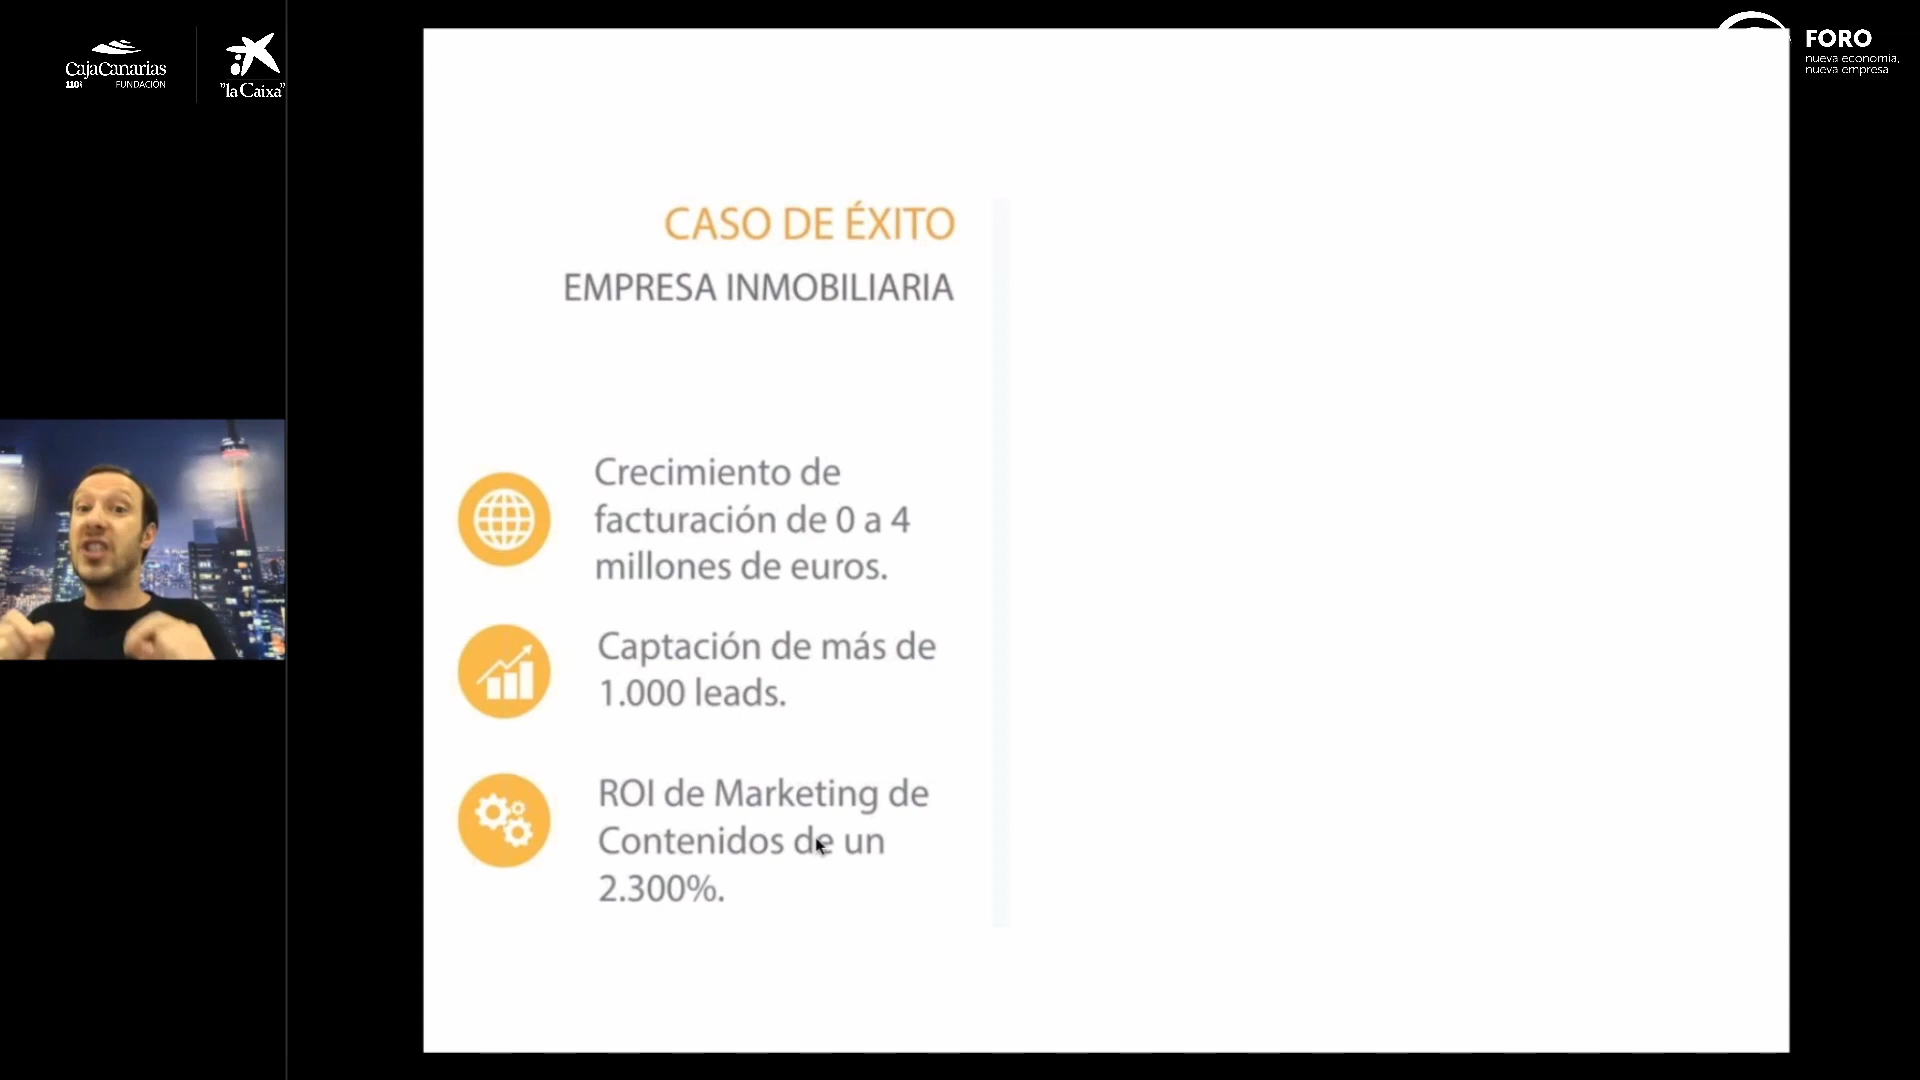 CajaCanarias
110
FUNDACIÓN
"la Caixa"
FORO
nueva economía,
nueva empresa
CASO DE ÉXITO
EMPRESA INMOBILIARIA
Crecimiento de
facturación de 0 a 4
millones de euros.
Captación de más de
1.000 leads.
ROI de Marketing de
Contenidos de un
2.300%.